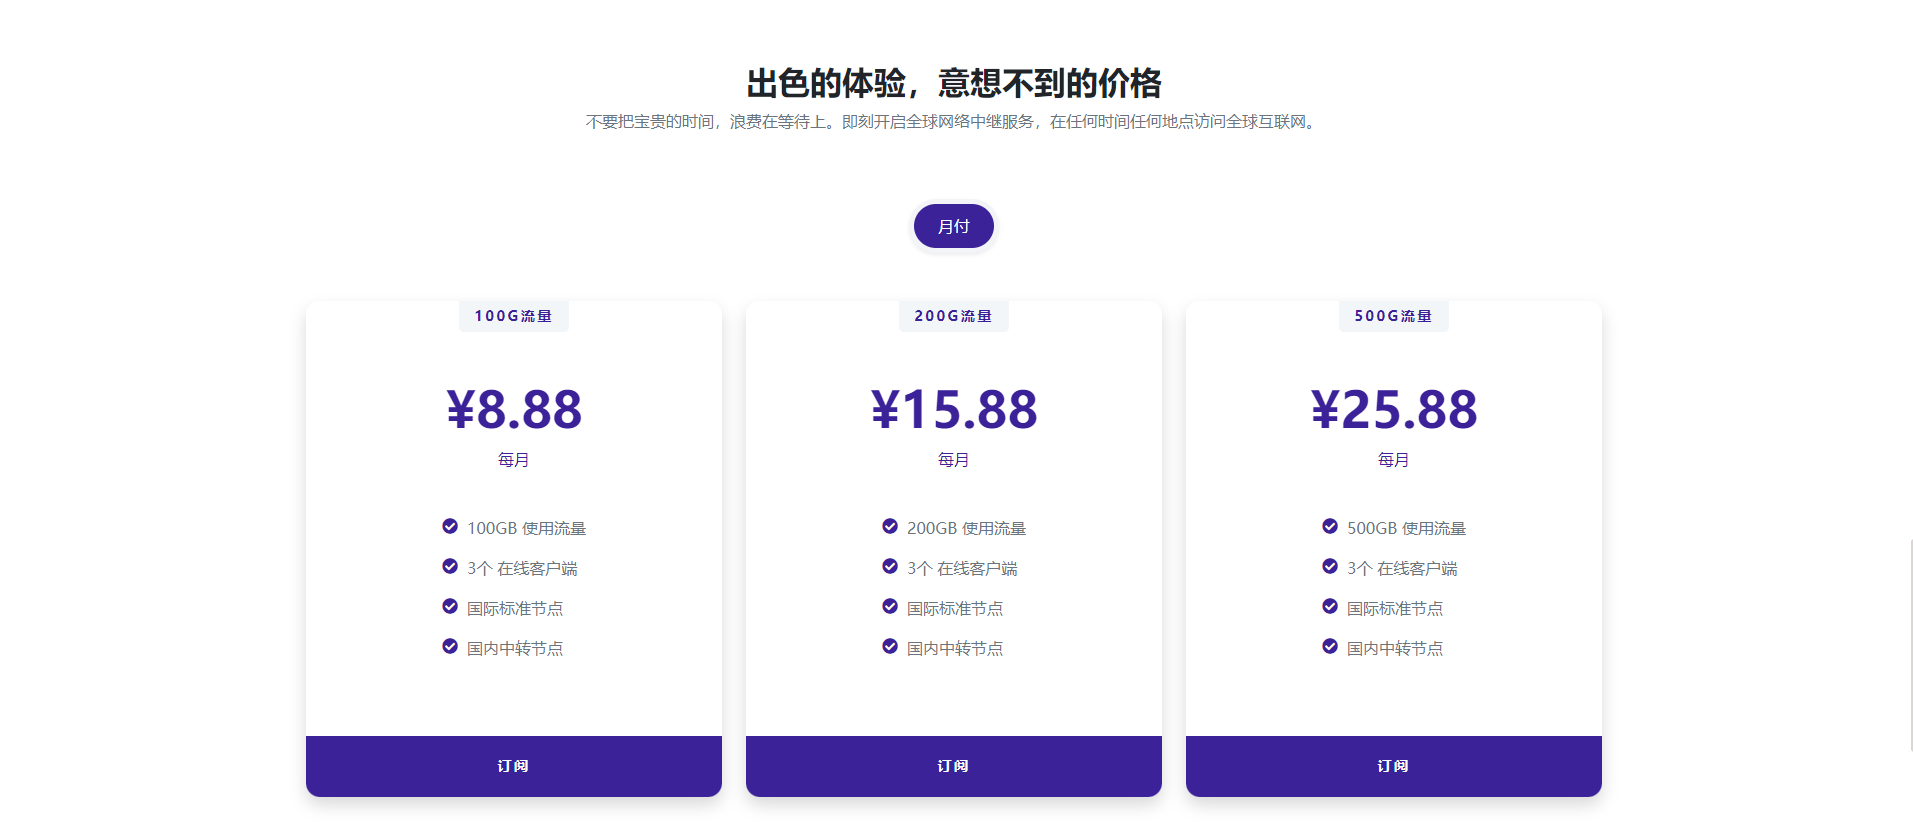 出色的体验，意想不到的价格
不要把宝贵的时间，浪费在等待上。即刻开启全球网络中继服务，在任何时间任何地点访问全球互联网。
月付
100G流量
¥8.88
每月
100GB 使用流量
3个 在线客户端
国际标准节点
国内中转节点
订阅
200G流量
¥15.88
每月
200GB 使用流量
3个 在线客户端
国际标准节点
国内中转节点
订阅
500G流量
¥25.88
每月
500GB 使用流量
3个 在线客户端
国际标准节点
国内中转节点
订阅